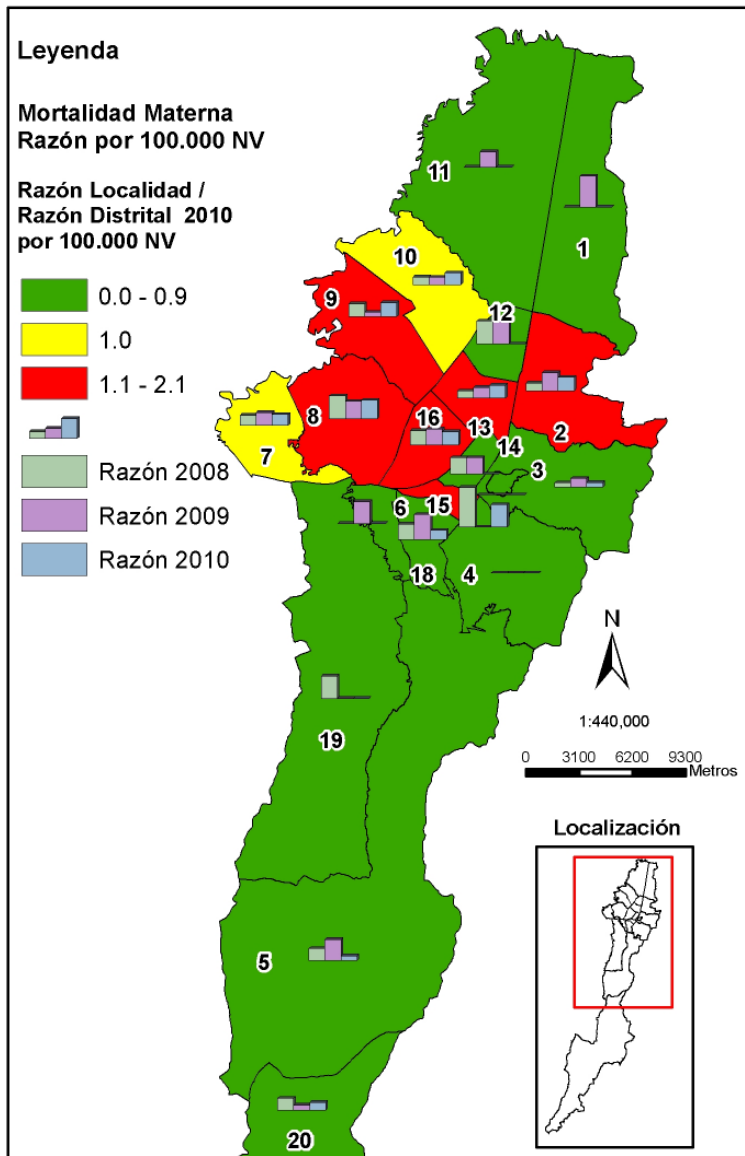 Leyenda
Mortalidad Materna
Razón por 100.000 NV
Razón Localidad /
Razón Distrital 2010
por 100.000 NV
0.0 - 0.9
1.0
1.1 - 2.1
Razón 2008
Razón 2009
Razón 2010
11
1
10
9
12
8
16
13
2
7
14
3
6
15
18
4
19
5
20
N
1:440,000
0 3100 6200 9300
Metros
Localización